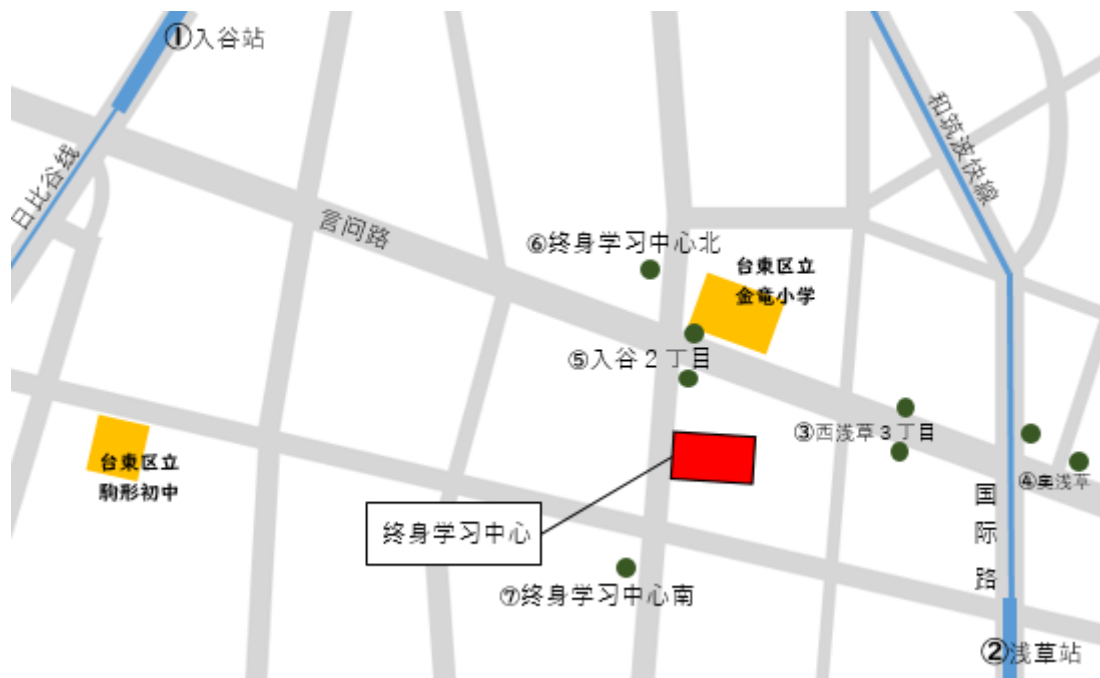 ①入谷站
和筑波快線
日比谷线
言问路
⑥终身学习中心北
台東区立
金竜小学
⑤入谷２丁目
③西浅草３丁目
台東区立
駒形初中
④奥浅草
国际路
终身学习中心
⑦终身学习中心南
②浅草站